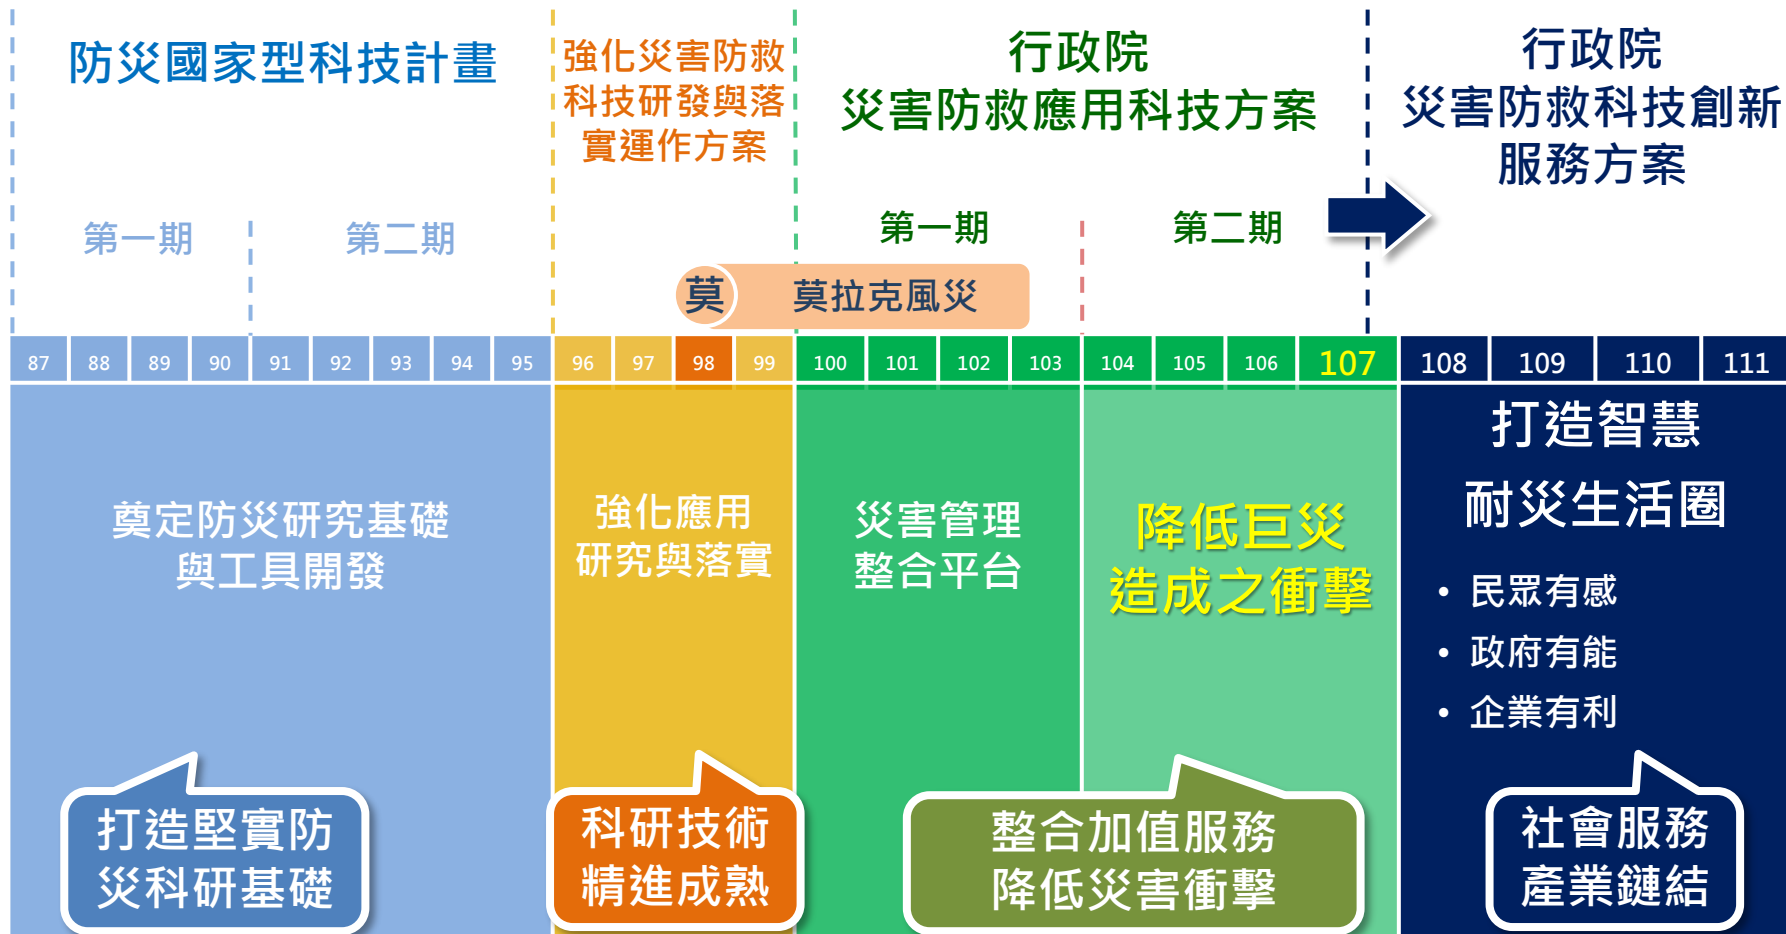 防災國家型科技計畫
第一期
第二期
強化災害防救
科技研發與落
實運作方案
行政院
災害防救應用科技方案
第一期
第二期
行政院
災害防救科技創新
服務方案
莫
莫拉克風災
87 88 89 90 91 92 93 94 95 96 97 98 99 100 101 102 103 104 105 106 107 108 109 110 111
奠定防災研究基礎
與工具開發
強化應用
研究與落實
災害管理
整合平台
降低巨災
造成之衝擊
打造智慧
耐災生活圈
• 民眾有感
• 政府有能
• 企業有利
打造堅實防
災科研基礎
科研技術
精進成熟
整合加值服務
降低災害衝擊
社會服務
產業鏈結